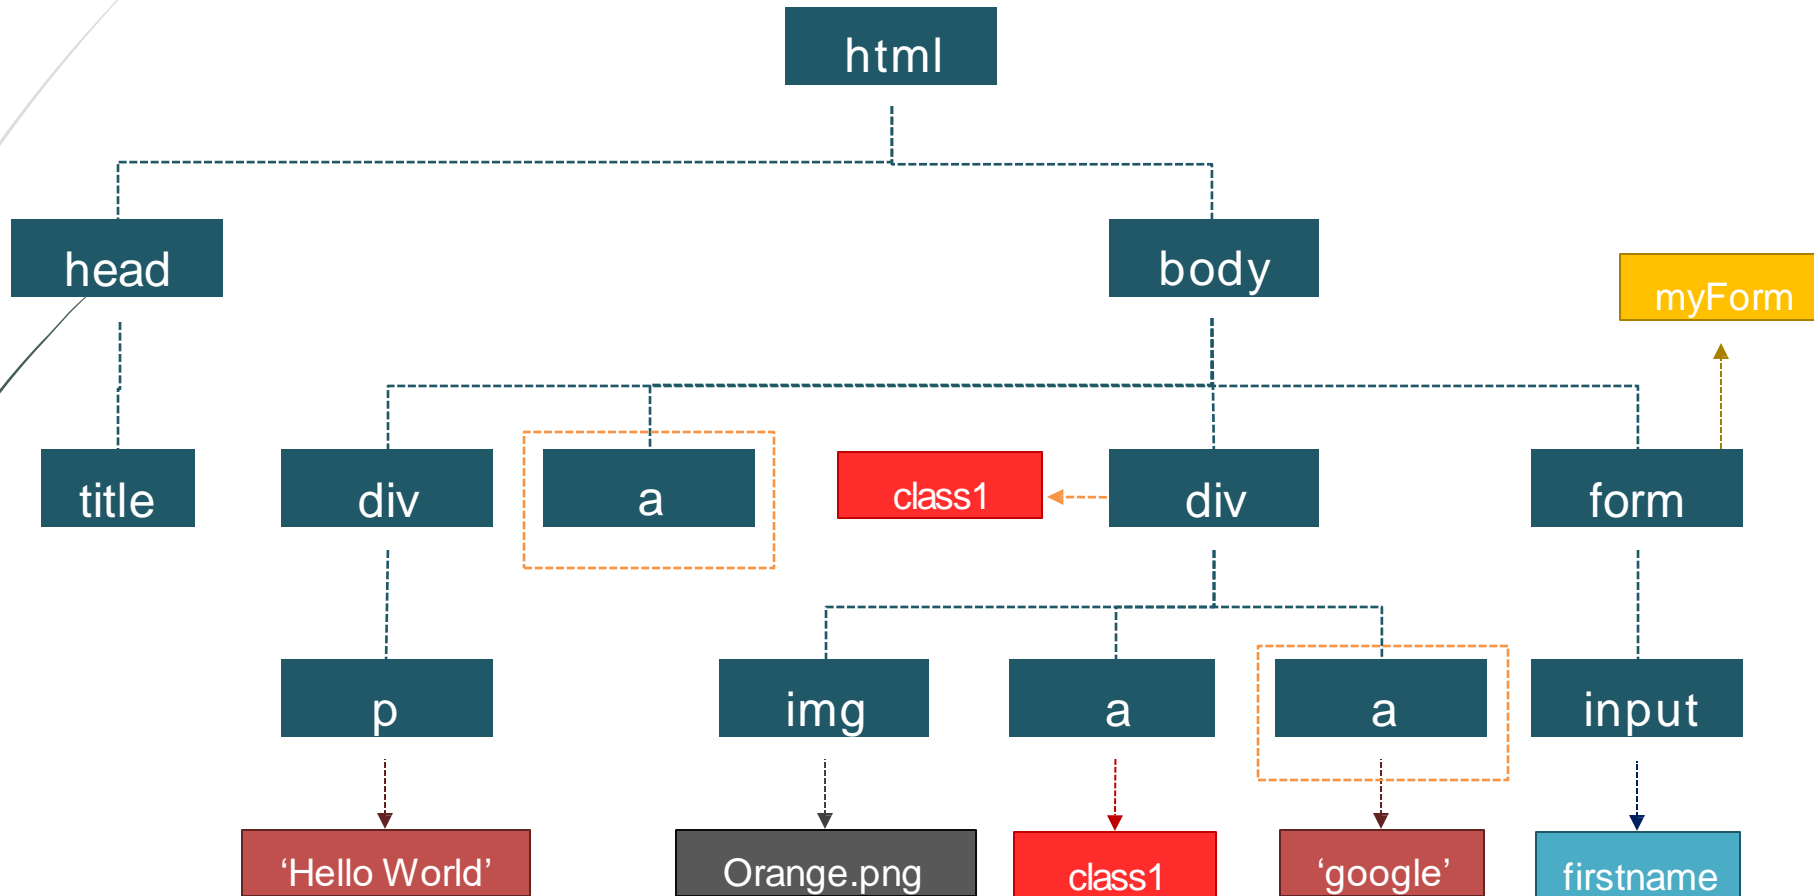 html
head
body
myForm
title
div
a
class1
div
form
p
img
a
a
input
‘Hello World’
Orange.png
class1
‘google’
firstname